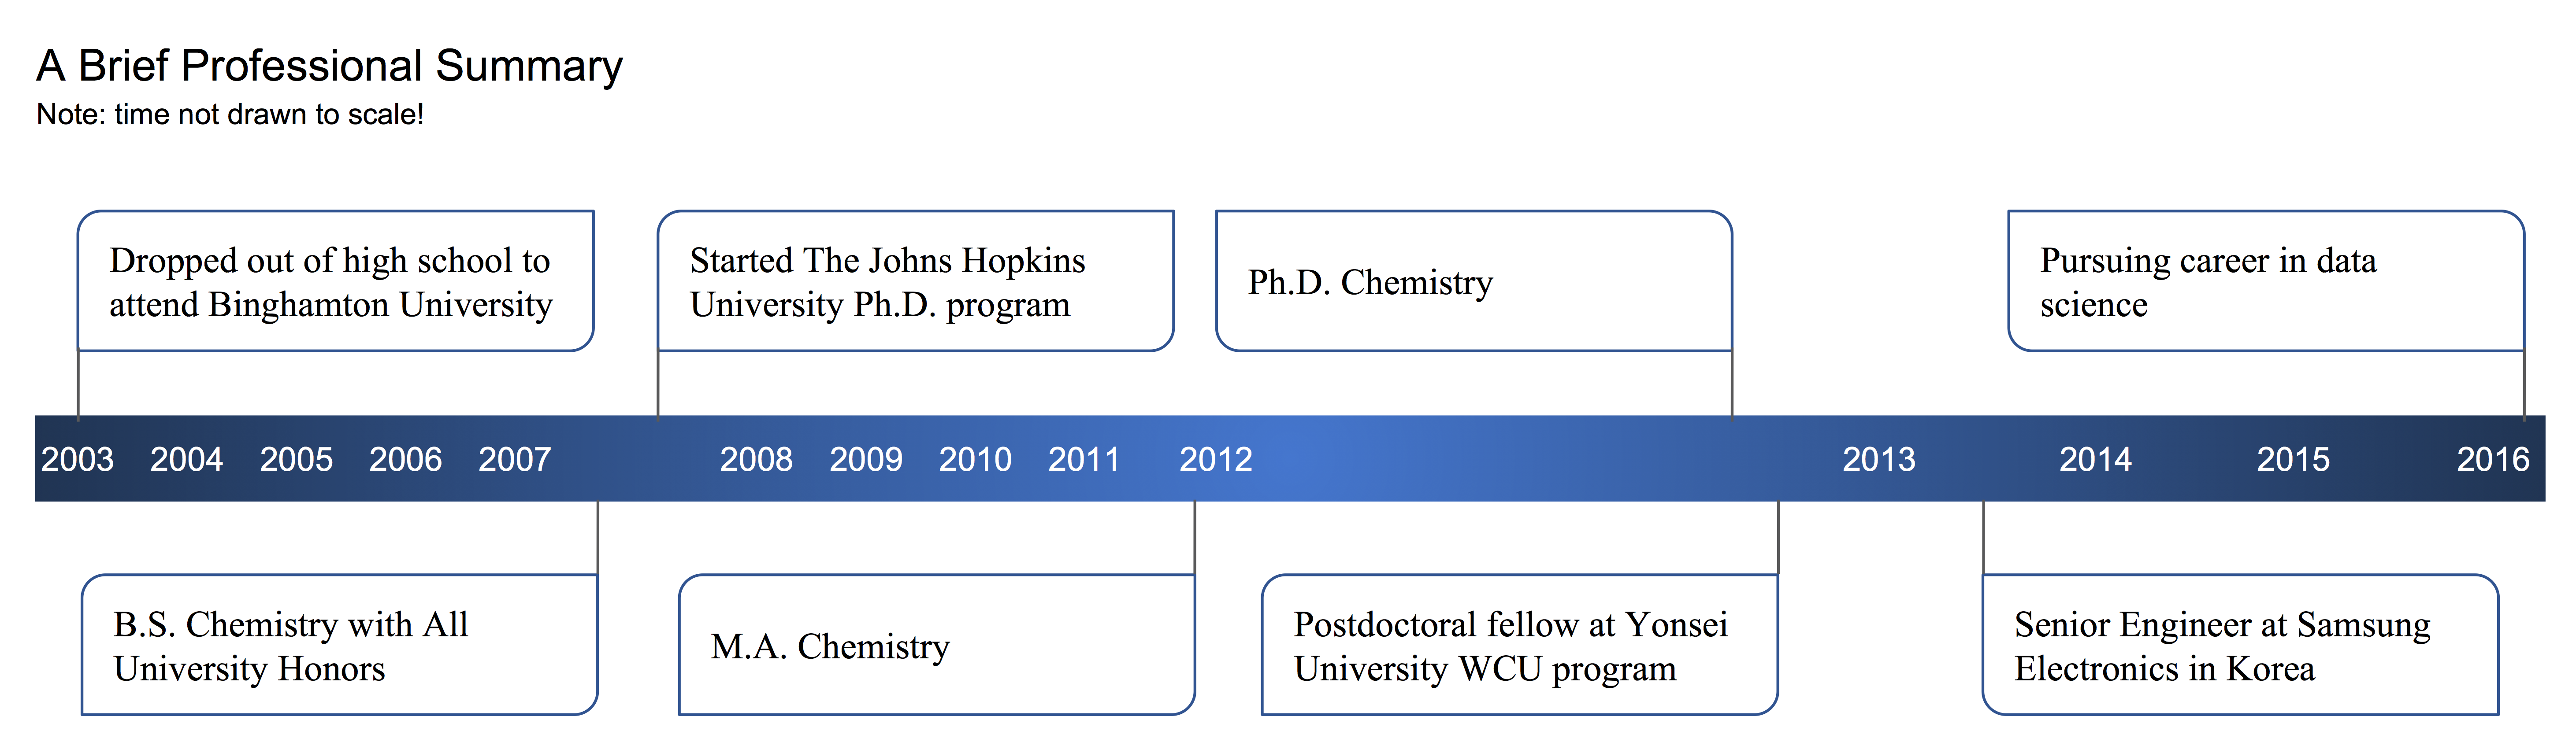 A Brief Professional Summary
Note: time not drawn to scale!
Dropped out of high school to
attend Binghamton University
Started The Johns Hopkins
University Ph.D. program
Ph.D. Chemistry
Pursuing career in data
science
2003 2004 2005 2006 2007 2008 2009 2010 2011 2012 2013 2014 2015 2016
B.S. Chemistry with All
University Honors
M.A. Chemistry
Postdoctoral fellow at Yonsei
University WCU program
Senior Engineer at Samsung
Electronics in Korea